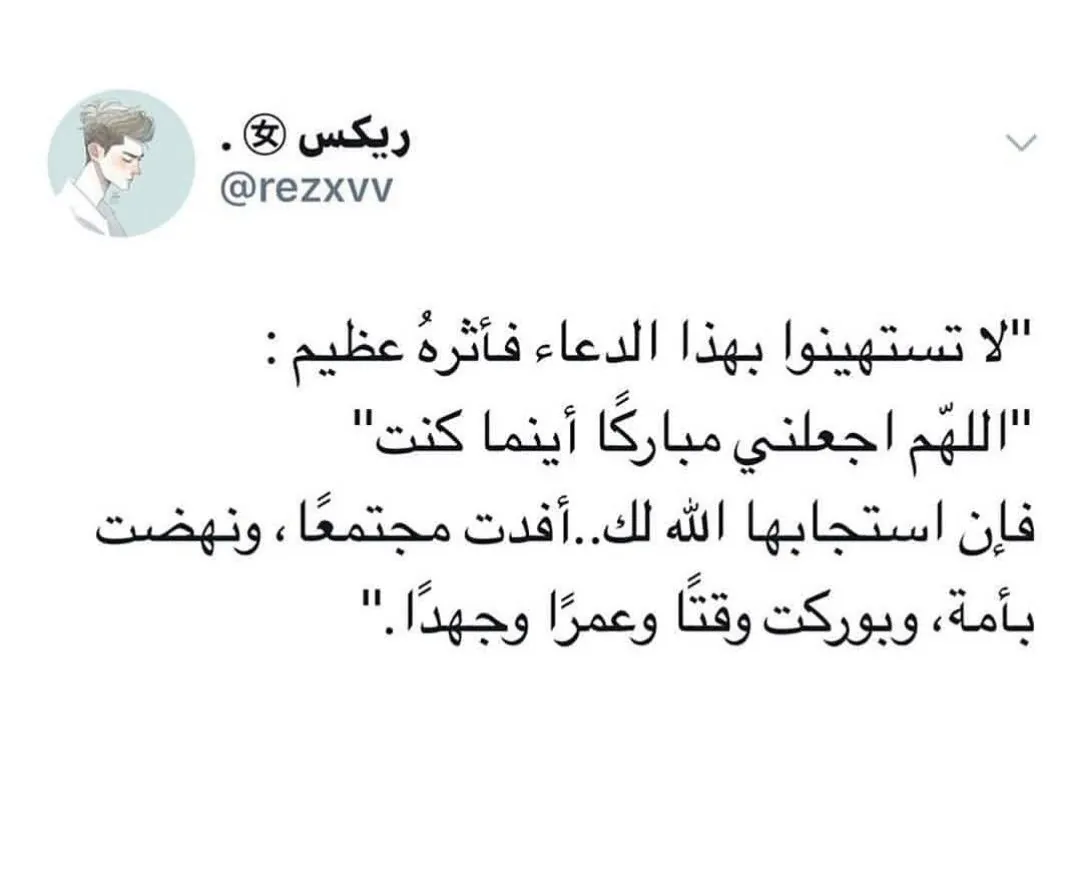 ريكس ㊛ .
@rezxvv
"لا تستهينوا بهذا الدعاء فأثرهُ عظيم :
"اللهّم اجعلني مباركًا أينما كنت"
فإن استجابها الله لك..أفدت مجتمعًا، ونهضت
بأمة، وبوركت وقتًا وعمرًا وجهدًا."